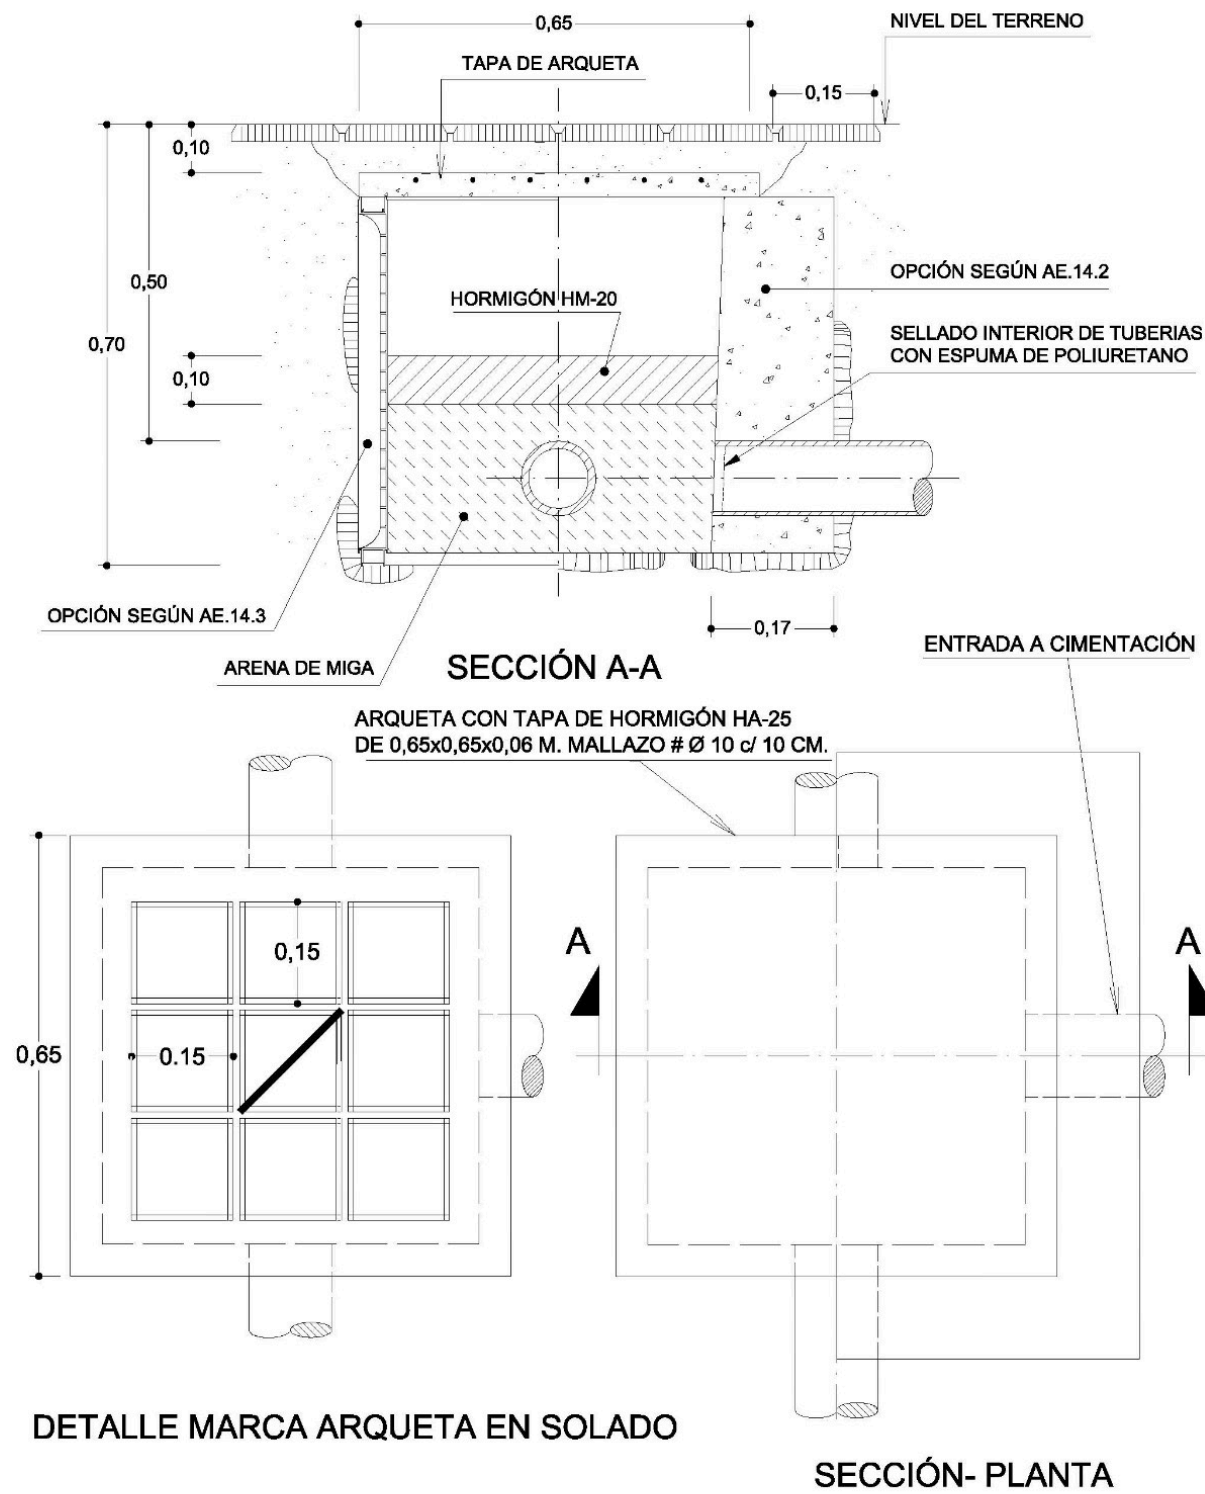 0,65
NIVEL DEL TERRENO
TAPA DE ARQUETA
0,15
0,10
0,50
OPCIÓN SEGÚN AE.14.2
HORMIGÓN HM-20
SELLADO INTERIOR DE TUBERIAS
CON ESPUMA DE POLIURETANO
0,70
0,10
OPCIÓN SEGÚN AE.14.3
0,17
ARENA DE MIGA
SECCIÓN A-A
ENTRADA A CIMENTACIÓN
ARQUETA CON TAPA DE HORMIGÓN HA-25
DE 0,65x0,65x0,06 M. MALLAZO # Ø 10 c/ 10 CM.
0,15
A
A
0,65
0.15
DETALLE MARCA ARQUETA EN SOLADO
SECCIÓN- PLANTA